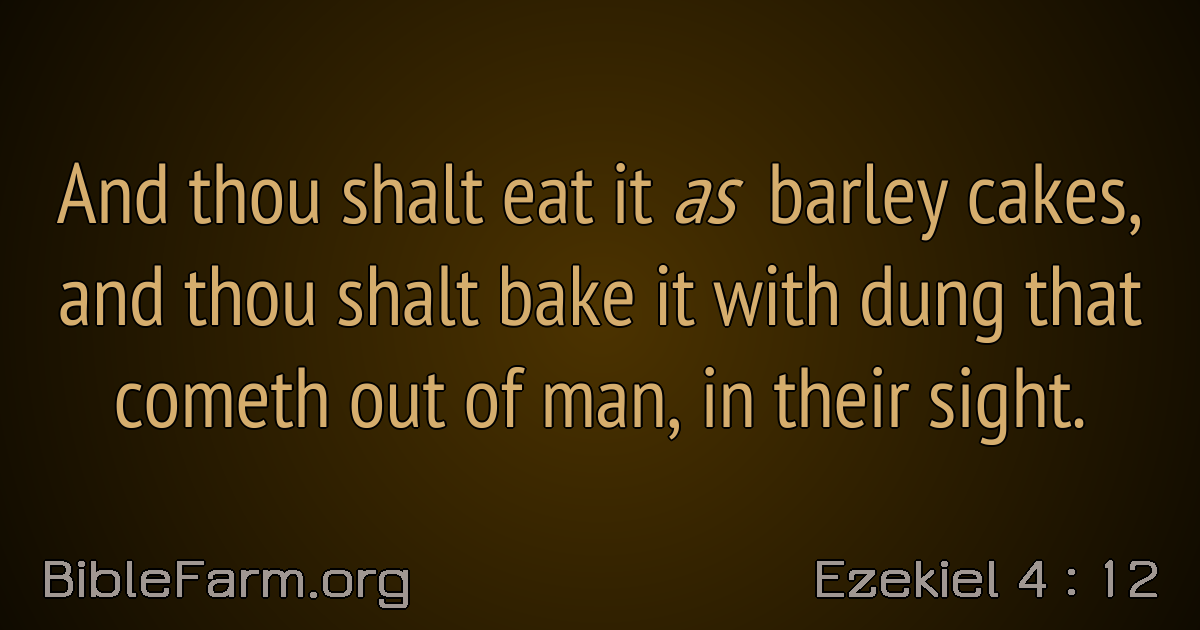 And thou shalt eat it as barley cakes,
and thou shalt bake it with dung that
cometh out of man, in their sight.
BibleFarm.org
Ezekiel 4 : 12